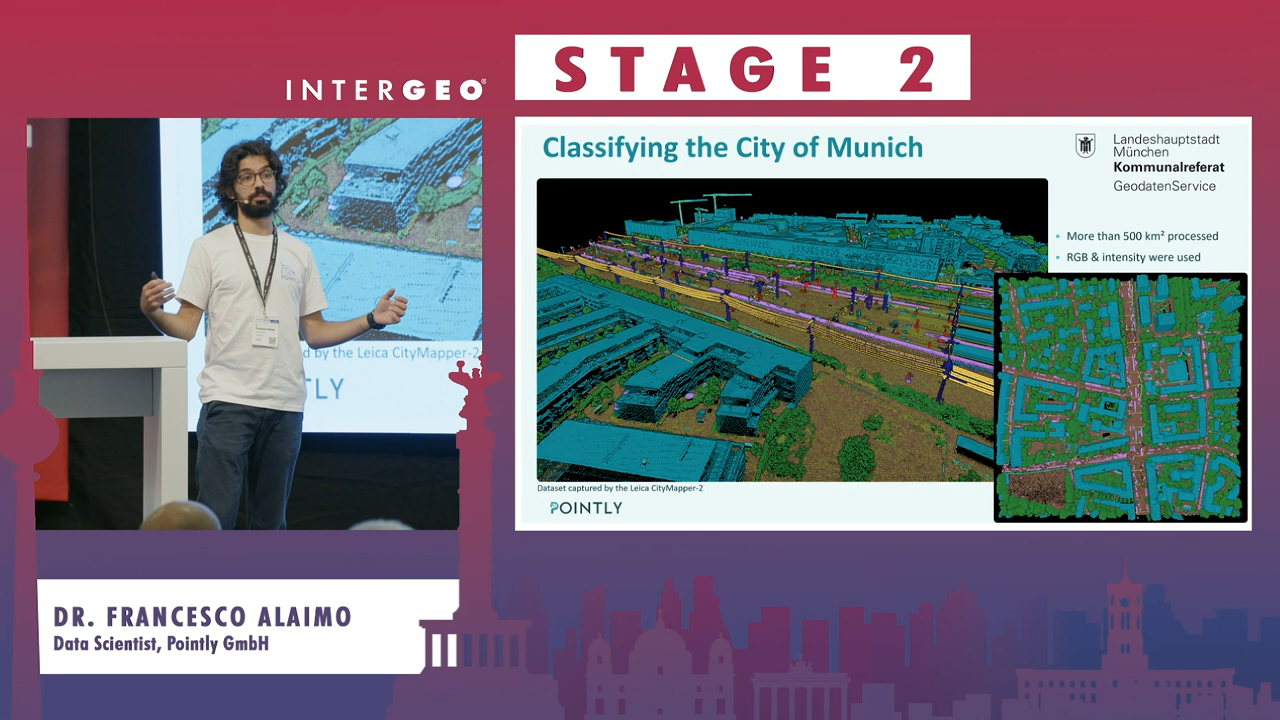 INTERGEO®
STAGE 2
Classifying the City of Munich
Landeshauptstadt
München
Kommunalreferat
GeodatenService
• More than 500 km² processed
• RGB & intensity were used
Dataset captured by the Leica CityMapper-2
POINTLY
d by the Leica CityMapper-2
NTLY
DR. FRANCESCO ALAIMO
Data Scientist, Pointly GmbH